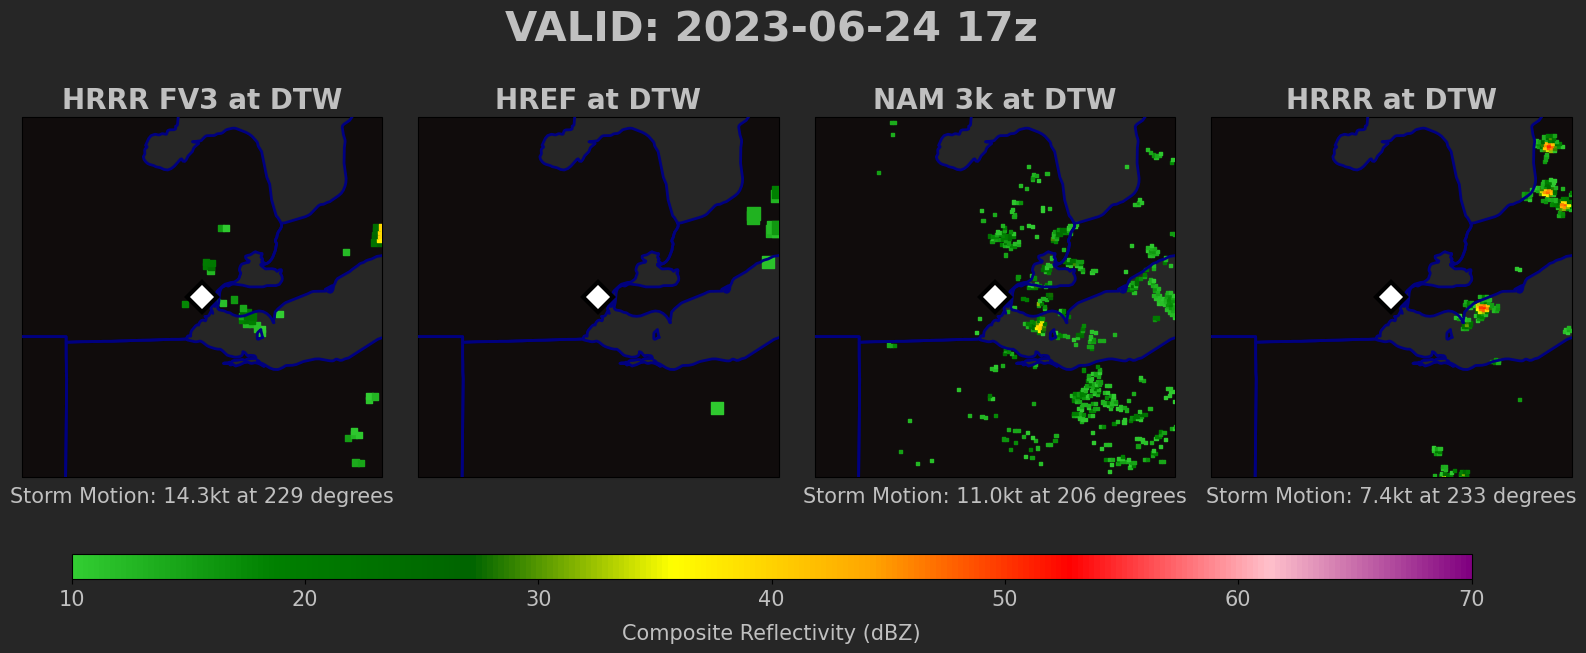 VALID: 2023-06-24 17z
HRRR FV3 at DTW
HREF at DTW
NAM 3k at DTW
HRRR at DTW
Storm Motion: 14.3kt at 229 degrees
Storm Motion: 11.0kt at 206 degrees
Storm Motion: 7.4kt at 233 degrees
10 20 30 40 50 60 70
Composite Reflectivity (dBZ)